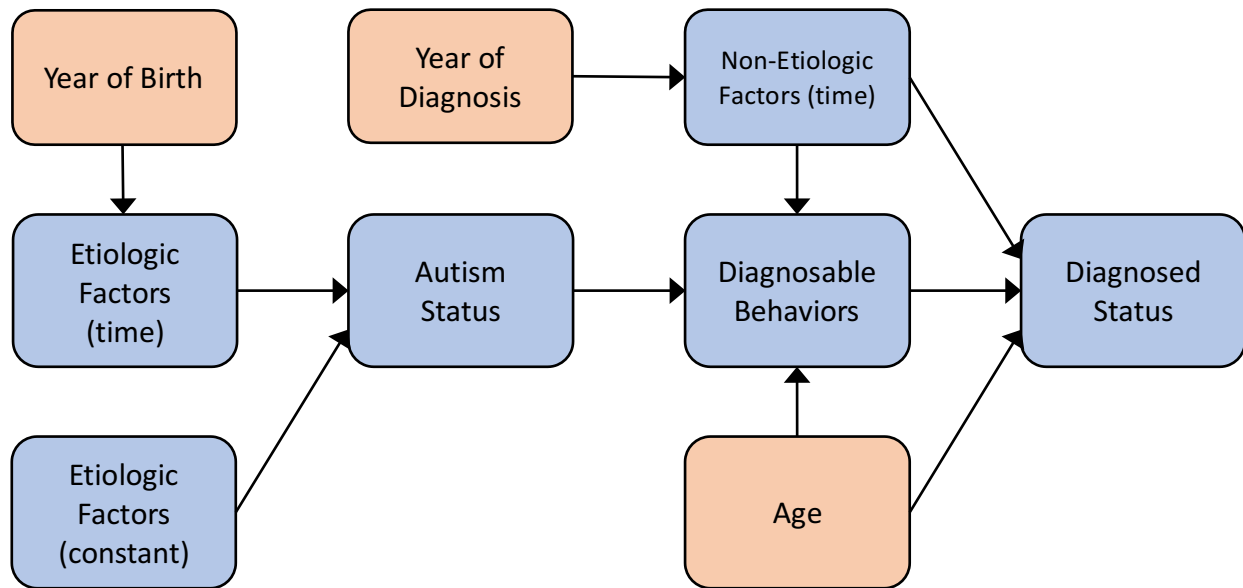 Year of Birth
Year of
Diagnosis
Non-Etiologic
Factors (time)
Etiologic
Factors
(time)
Autism
Status
Diagnosable
Behaviors
Diagnosed
Status
Etiologic
Factors
(constant)
Age